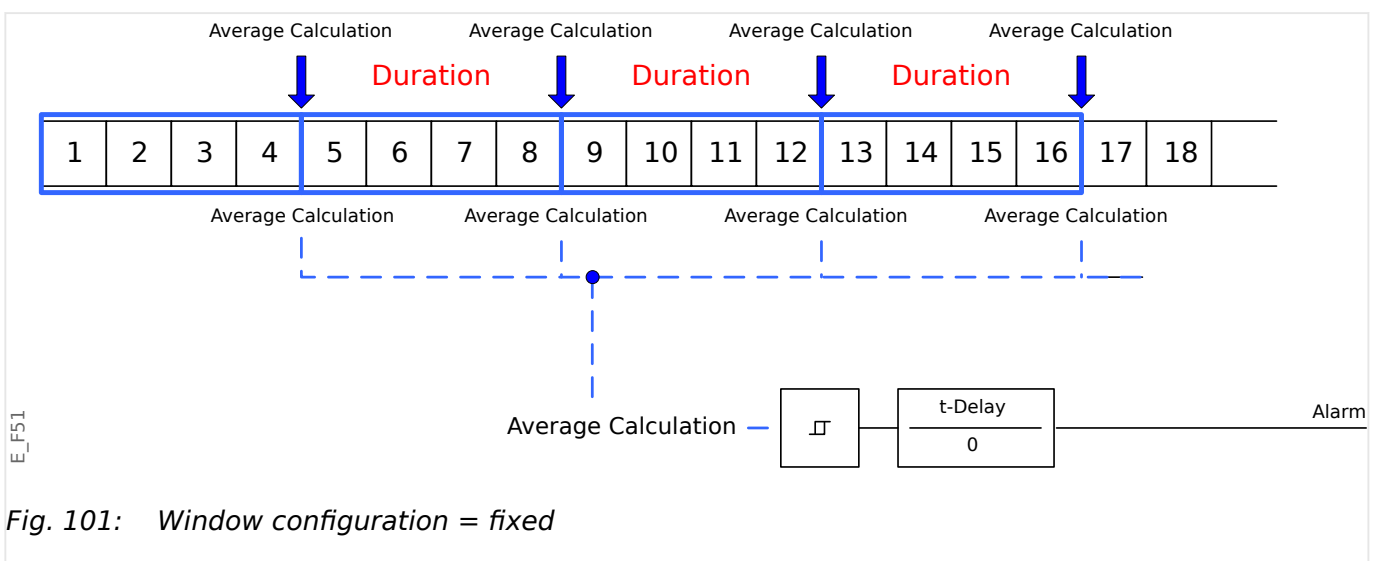 Average Calculation Average Calculation Average Calculation Average Calculation
Duration Duration Duration
1 2 3 4 5 6 7 8 9 10 11 12 13 14 15 16 17 18
Average Calculation Average Calculation Average Calculation Average Calculation
t-Delay
Alarm
Average Calculation
0
E_F51
Fig. 101: Window configuration = fixed